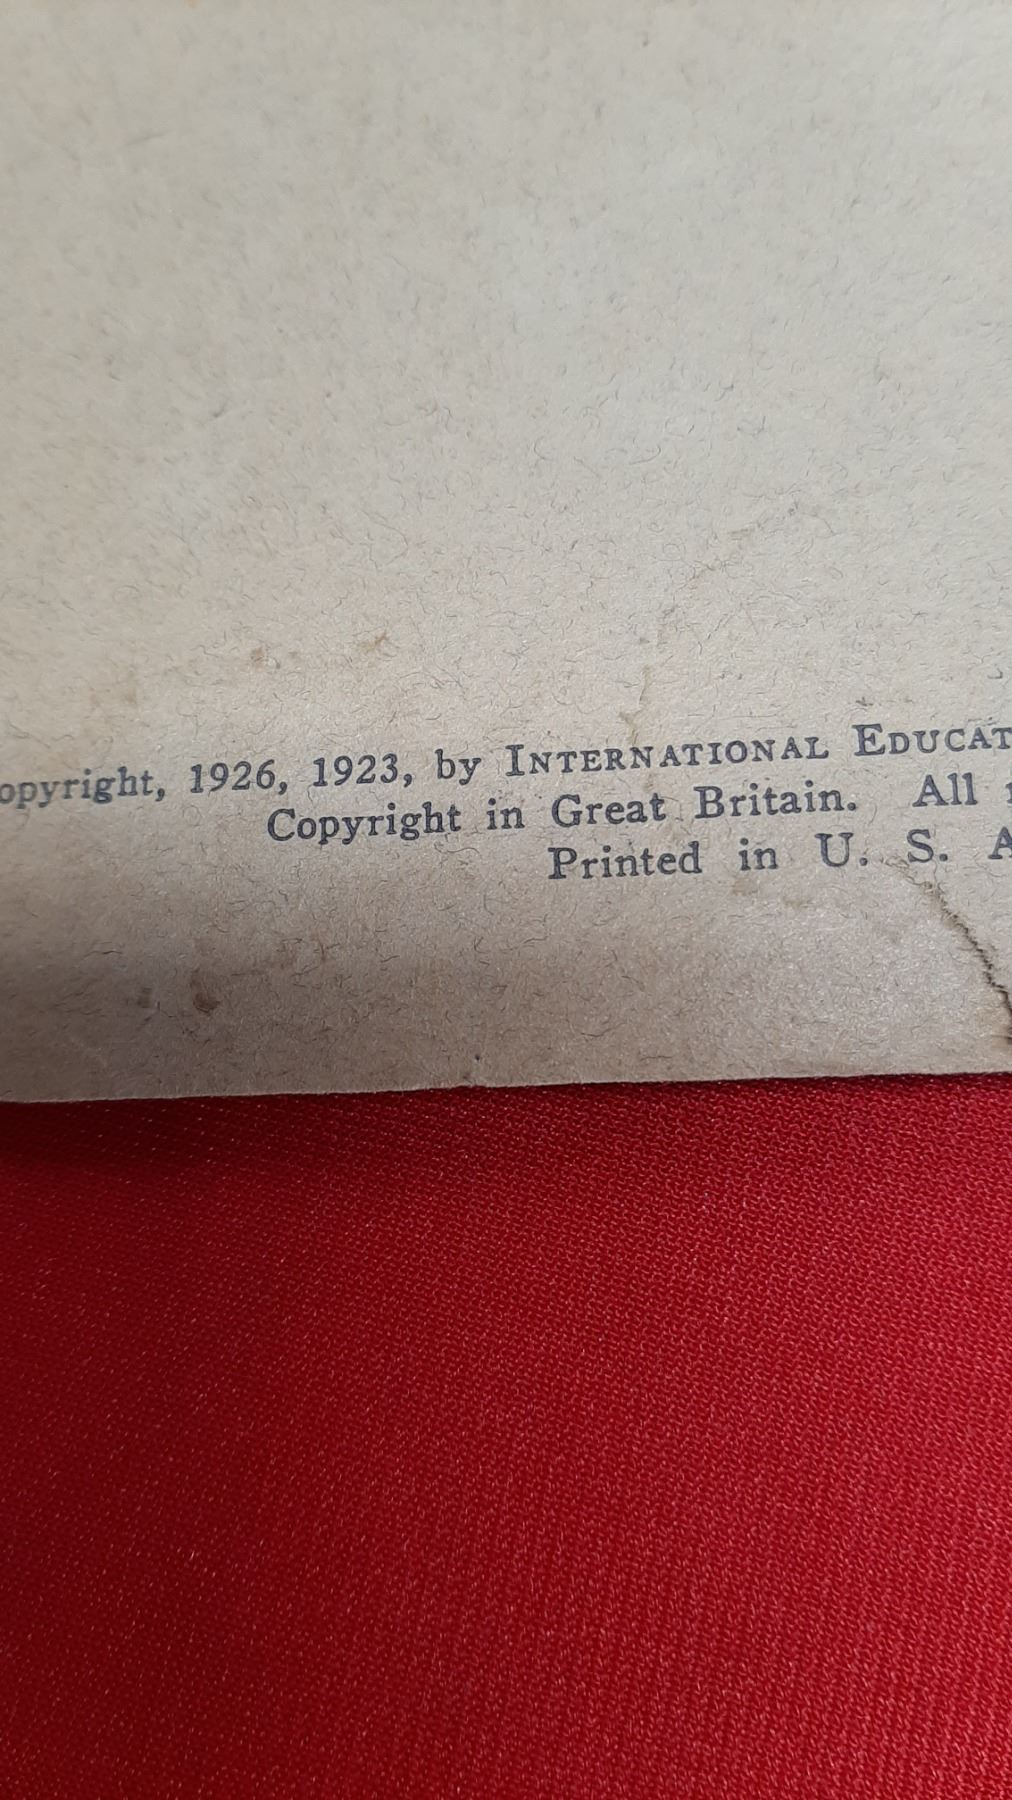 opyright, 1926, 1923, by INTERNATIONAL EDUCAT
Copyright in Great Britain. All
Printed in U. S. A